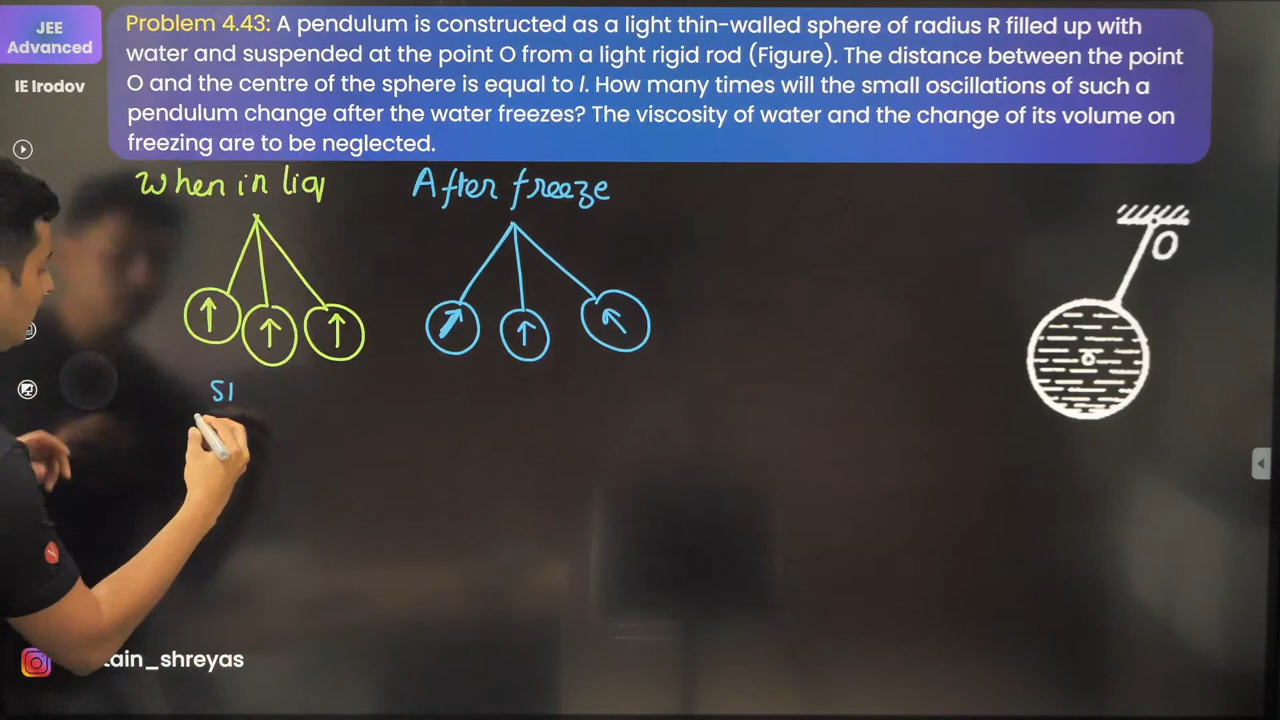 JEE
Advanced
IE Irodov
Problem 4.43: A pendulum is constructed as a light thin-walled sphere of radius R filled up with
water and suspended at the point O from a light rigid rod (Figure). The distance between the point
O and the centre of the sphere is equal to l. How many times will the small oscillations of such a
pendulum change after the water freezes? The viscosity of water and the change of its volume on
freezing are to be neglected.
When in liq
After freeze
O
SI
tain_shreyas